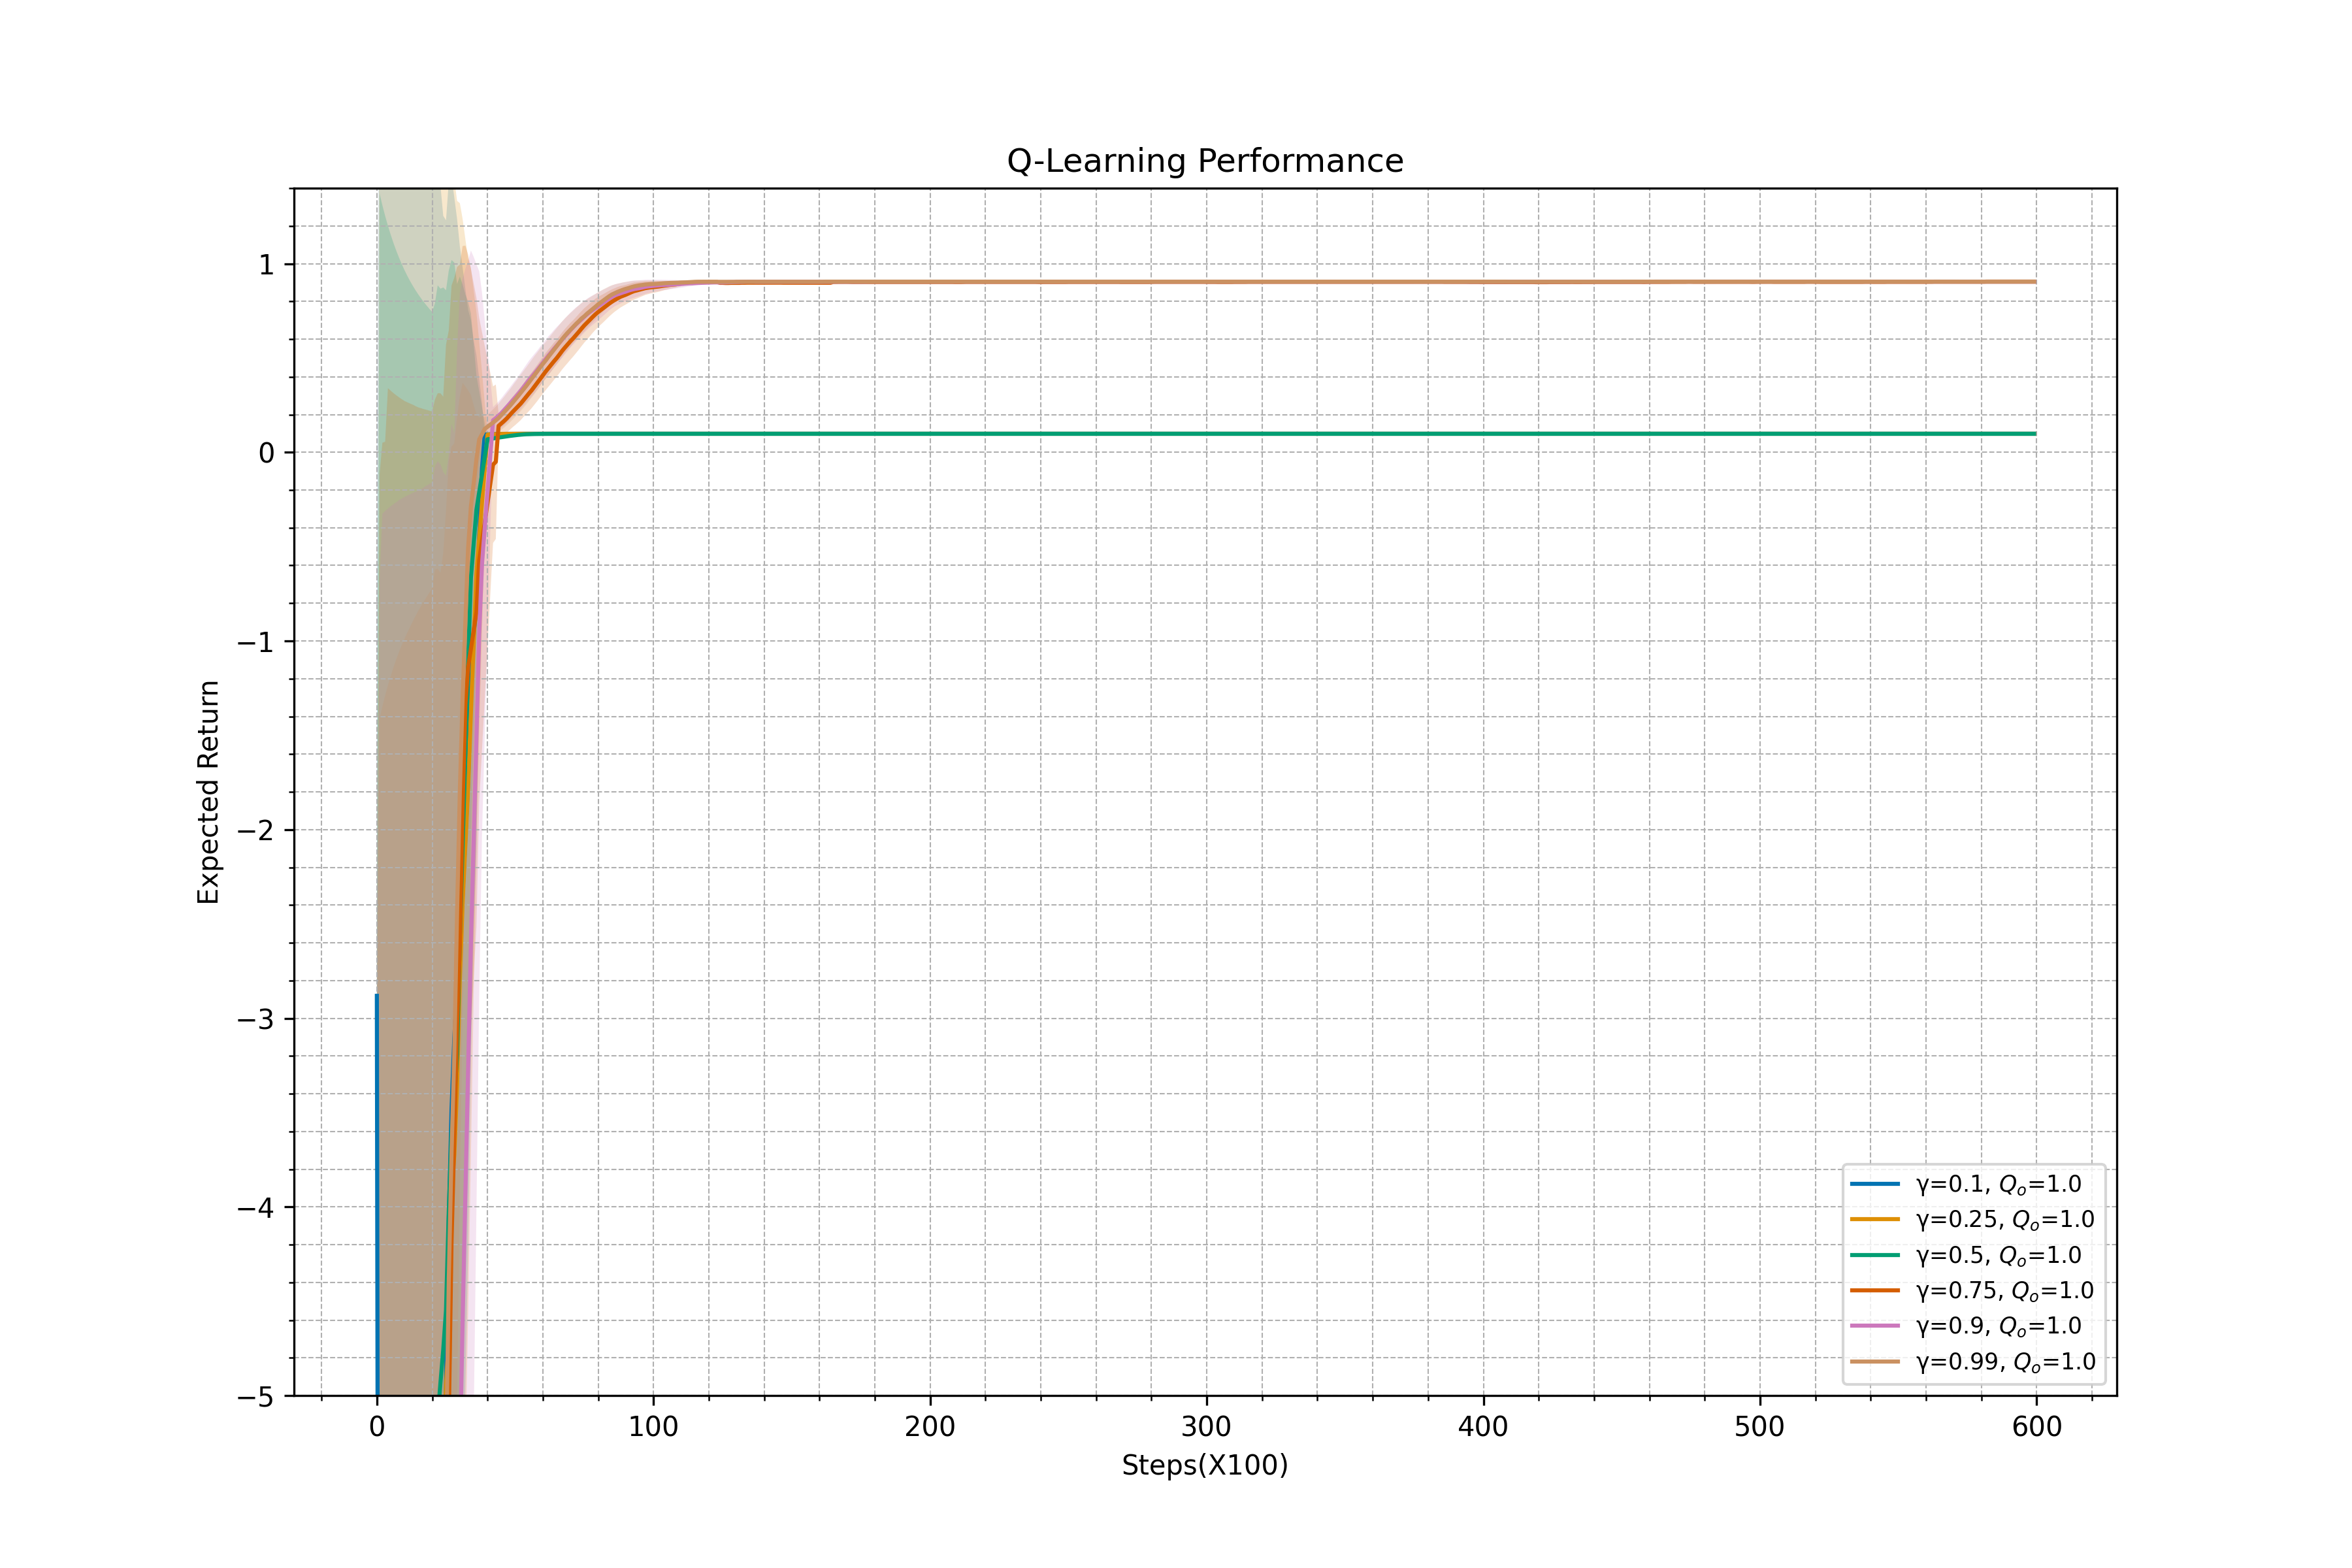 Q-Learning Performance
Expected Return
1
0
−1
−2
−3
−4
−5
0 100 200 300 400 500 600
Steps(X100)
γ=0.1, Qₒ=1.0
γ=0.25, Qₒ=1.0
γ=0.5, Qₒ=1.0
γ=0.75, Qₒ=1.0
γ=0.9, Qₒ=1.0
γ=0.99, Qₒ=1.0